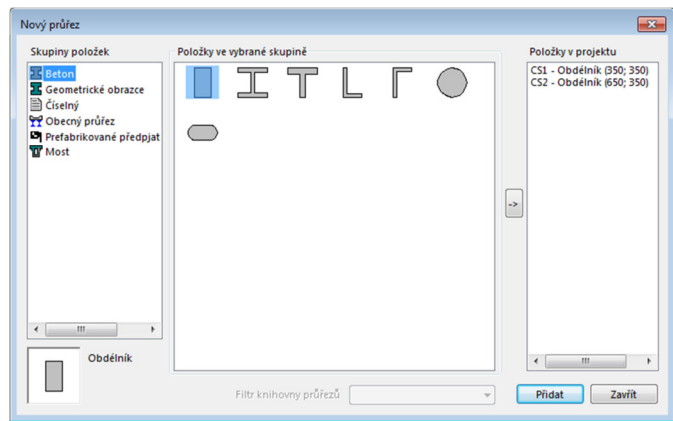 Nový průřez
Skupiny položek
Beton
Geometrické obrazce
Číselný
Obecný průřez
Prefabrikované předpjat
Most
Obdélník
Položky ve vybrané skupině
Filtr knihovny průřezů
->
Položky v projektu
CS1 - Obdélník (350; 350)
CS2 - Obdélník (650; 350)
Přidat
Zavřít